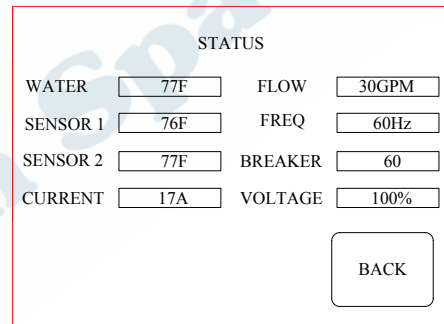 STATUS
WATER 77F FLOW 30GPM
SENSOR 1 76F FREQ 60Hz
SENSOR 2 77F BREAKER 60
CURRENT 17A VOLTAGE 100%
BACK
Spa